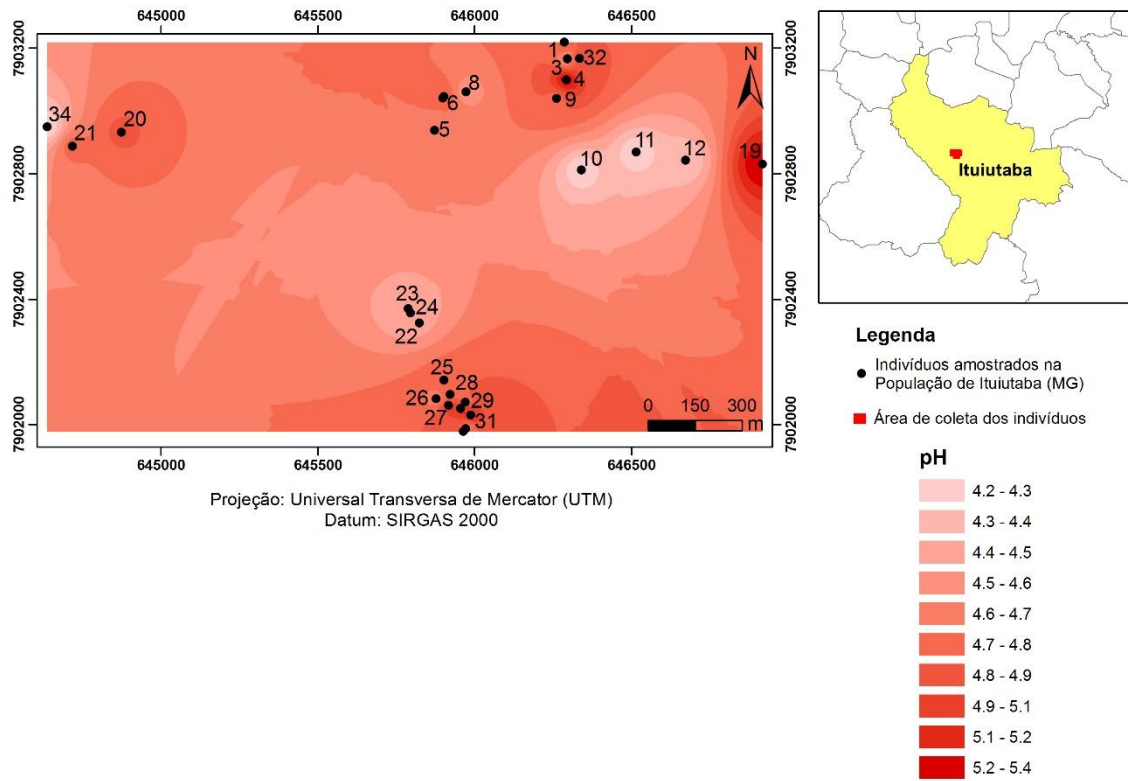 645000 645500 646000 646500
7903200
7902800
7902400
7902000
7903200
7902800
7902400
7902000
N
1
32
3
4
8
6
9
5
34
20
21
11
12
10
19
23
24
22
25
28
26
29
27
31
0 150 300
m
645000 645500 646000 646500
Projeção: Universal Transversa de Mercator (UTM)
Datum: SIRGAS 2000
Ituiutaba
Legenda
Indivíduos amostrados na
População de Ituiutaba (MG)
Área de coleta dos indivíduos
pH
4.2 - 4.3
4.3 - 4.4
4.4 - 4.5
4.5 - 4.6
4.6 - 4.7
4.7 - 4.8
4.8 - 4.9
4.9 - 5.1
5.1 - 5.2
5.2 - 5.4